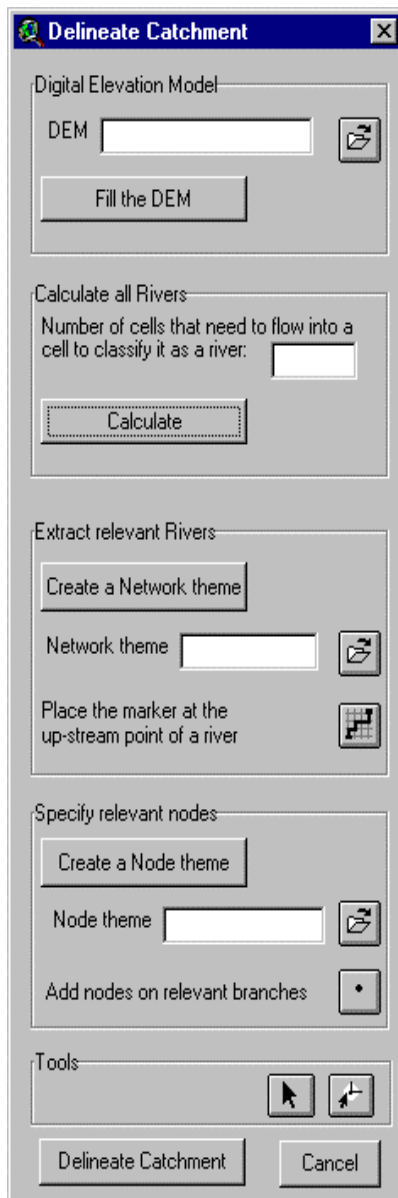 Delineate Catchment
Digital Elevation Model
DEM
Fill the DEM
Calculate all Rivers
Number of cells that need to flow into a
cell to classify it as a river:
Calculate
Extract relevant Rivers
Create a Network theme
Network theme
Place the marker at the
up-stream point of a river
Specify relevant nodes
Create a Node theme
Node theme
Add nodes on relevant branches
Tools
Delineate Catchment
Cancel